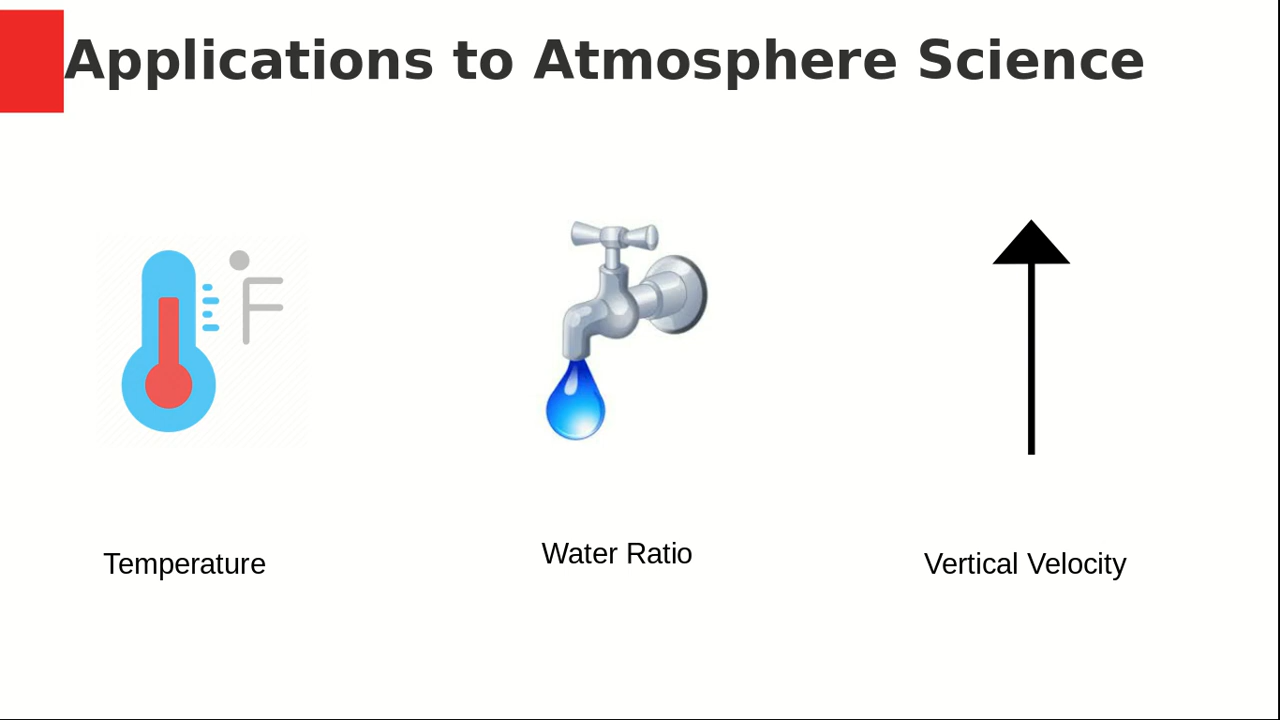 Applications to Atmosphere Science
°F
Temperature
Water Ratio
Vertical Velocity